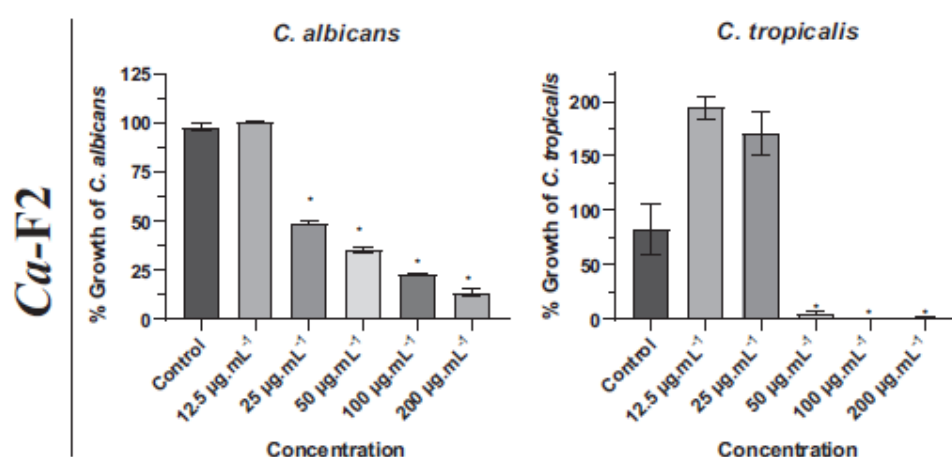 Ca-F2
C. albicans
% Growth of C. albicans
125
100
75
50
25
0
*
*
*
*
Control
12.5 µg.mL⁻¹
25 µg.mL⁻¹
50 µg.mL⁻¹
100 µg.mL⁻¹
200 µg.mL⁻¹
Concentration
C. tropicalis
% Growth of C. tropicalis
200
150
100
50
0
*
*
*
Control
12.5 µg.mL⁻¹
25 µg.mL⁻¹
50 µg.mL⁻¹
100 µg.mL⁻¹
200 µg.mL⁻¹
Concentration